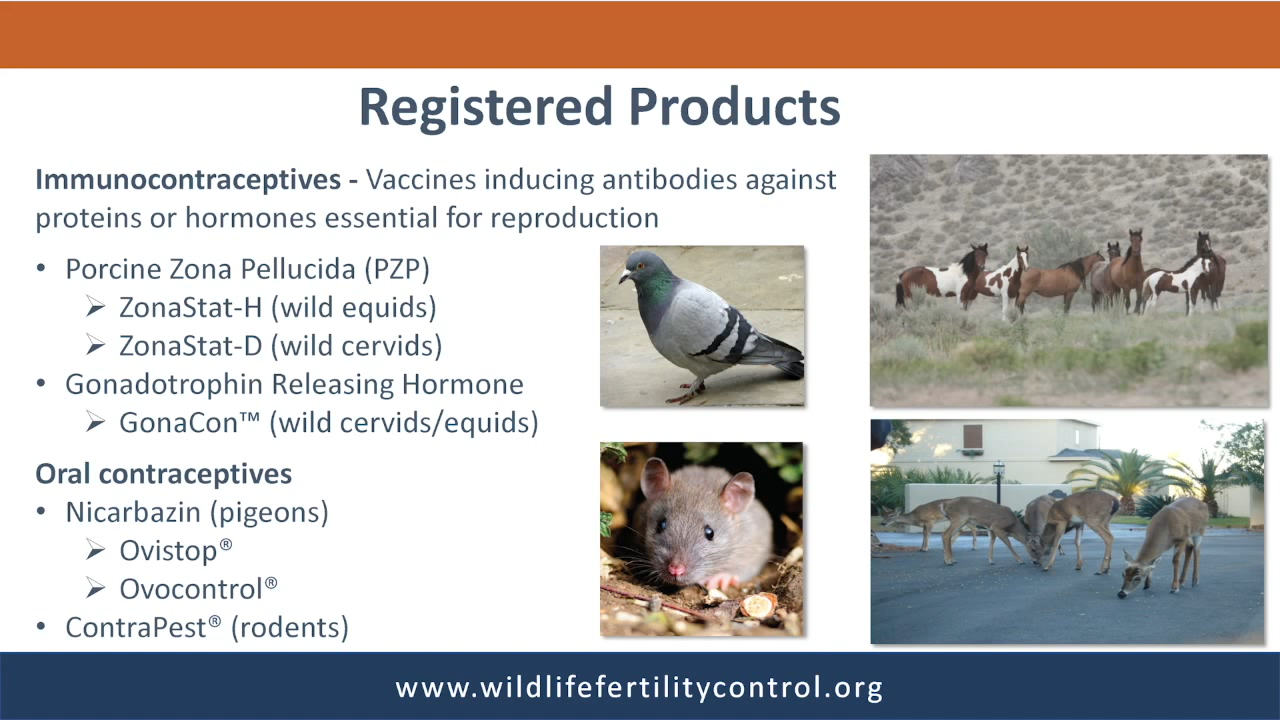 Registered Products
Immunocontraceptives - Vaccines inducing antibodies against
proteins or hormones essential for reproduction
• Porcine Zona Pellucida (PZP)
➢ ZonaStat-H (wild equids)
➢ ZonaStat-D (wild cervids)
• Gonadotrophin Releasing Hormone
➢ GonaCon™ (wild cervids/equids)
Oral contraceptives
• Nicarbazin (pigeons)
➢ Ovistop®
➢ Ovocontrol®
• ContraPest® (rodents)
www.wildlifefertilitycontrol.org